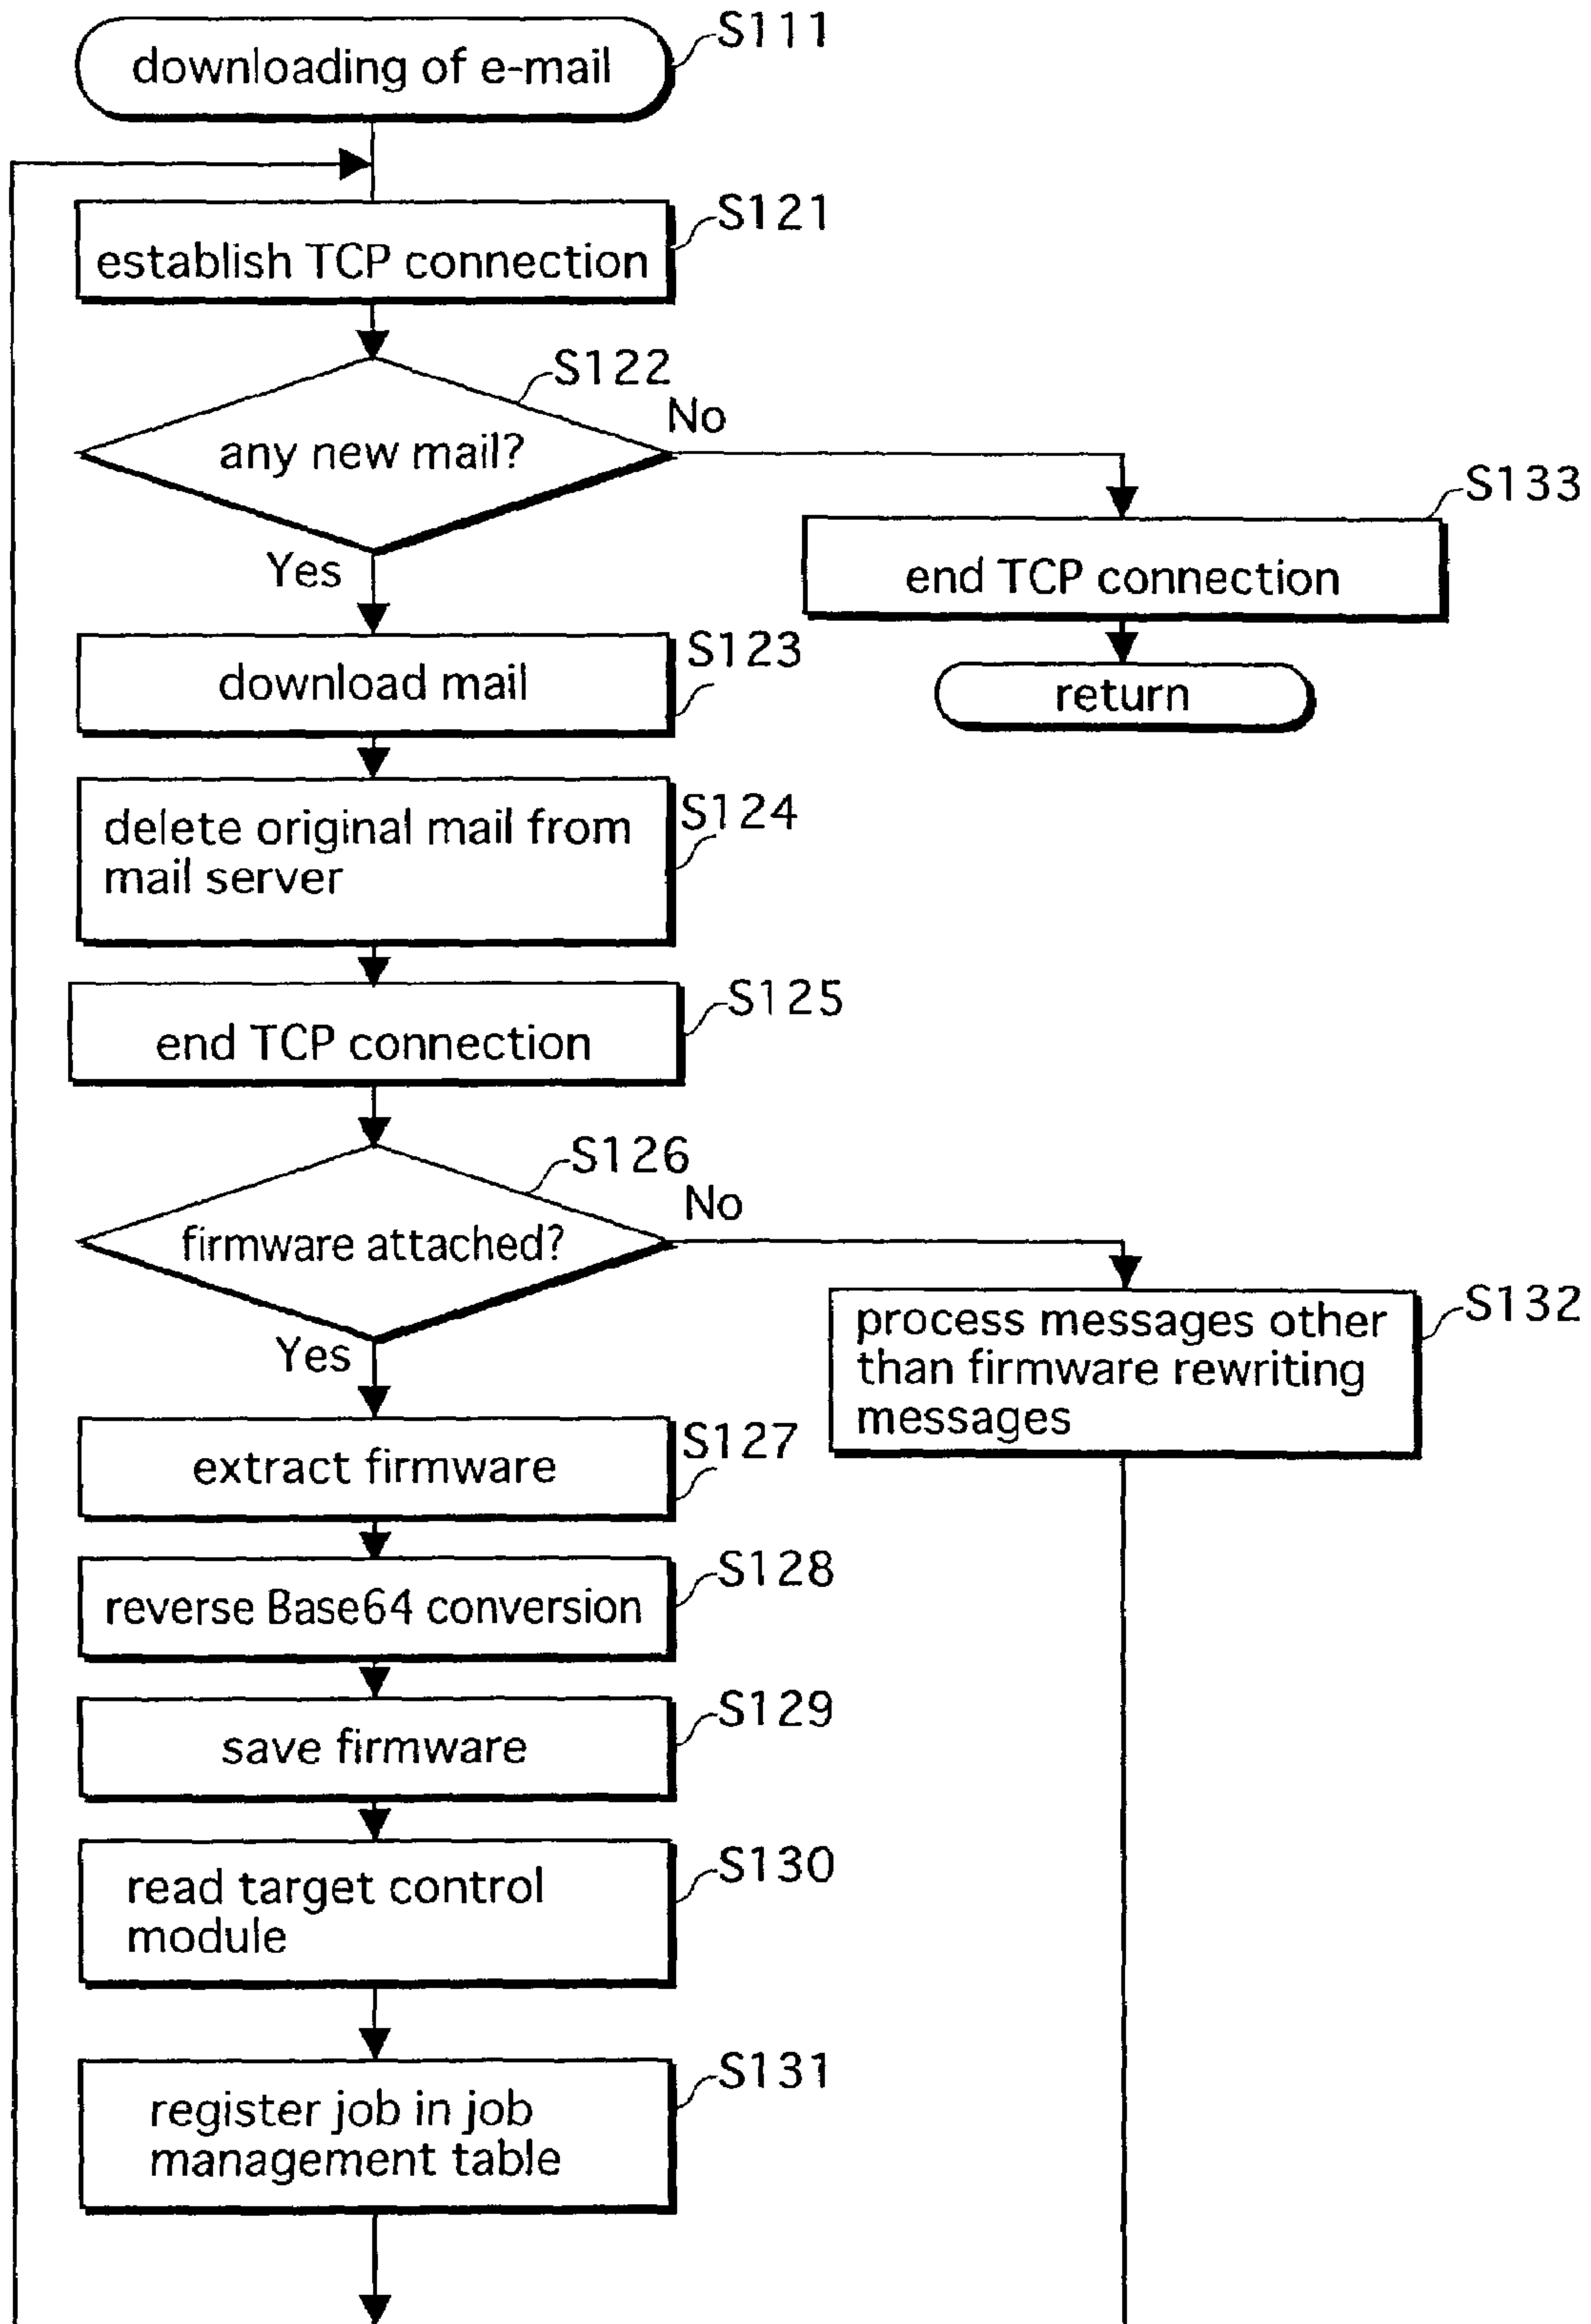 downloading of e-mail
S111
establish TCP connection
S121
any new mail?
S122
No
Yes
end TCP connection
S133
return
download mail
S123
delete original mail from
mail server
S124
end TCP connection
S125
firmware attached?
S126
No
Yes
process messages other
than firmware rewriting
messages
S132
extract firmware
S127
reverse Base64 conversion
S128
save firmware
S129
read target control
module
S130
register job in job
management table
S131